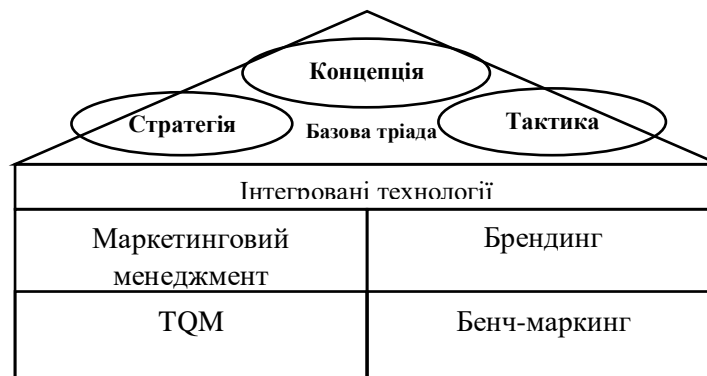 Концепція
Стратегія
Базова тріада
Тактика
Інтегровані технології
Маркетинговий
менеджмент
Брендинг
TQM
Бенч-маркинг